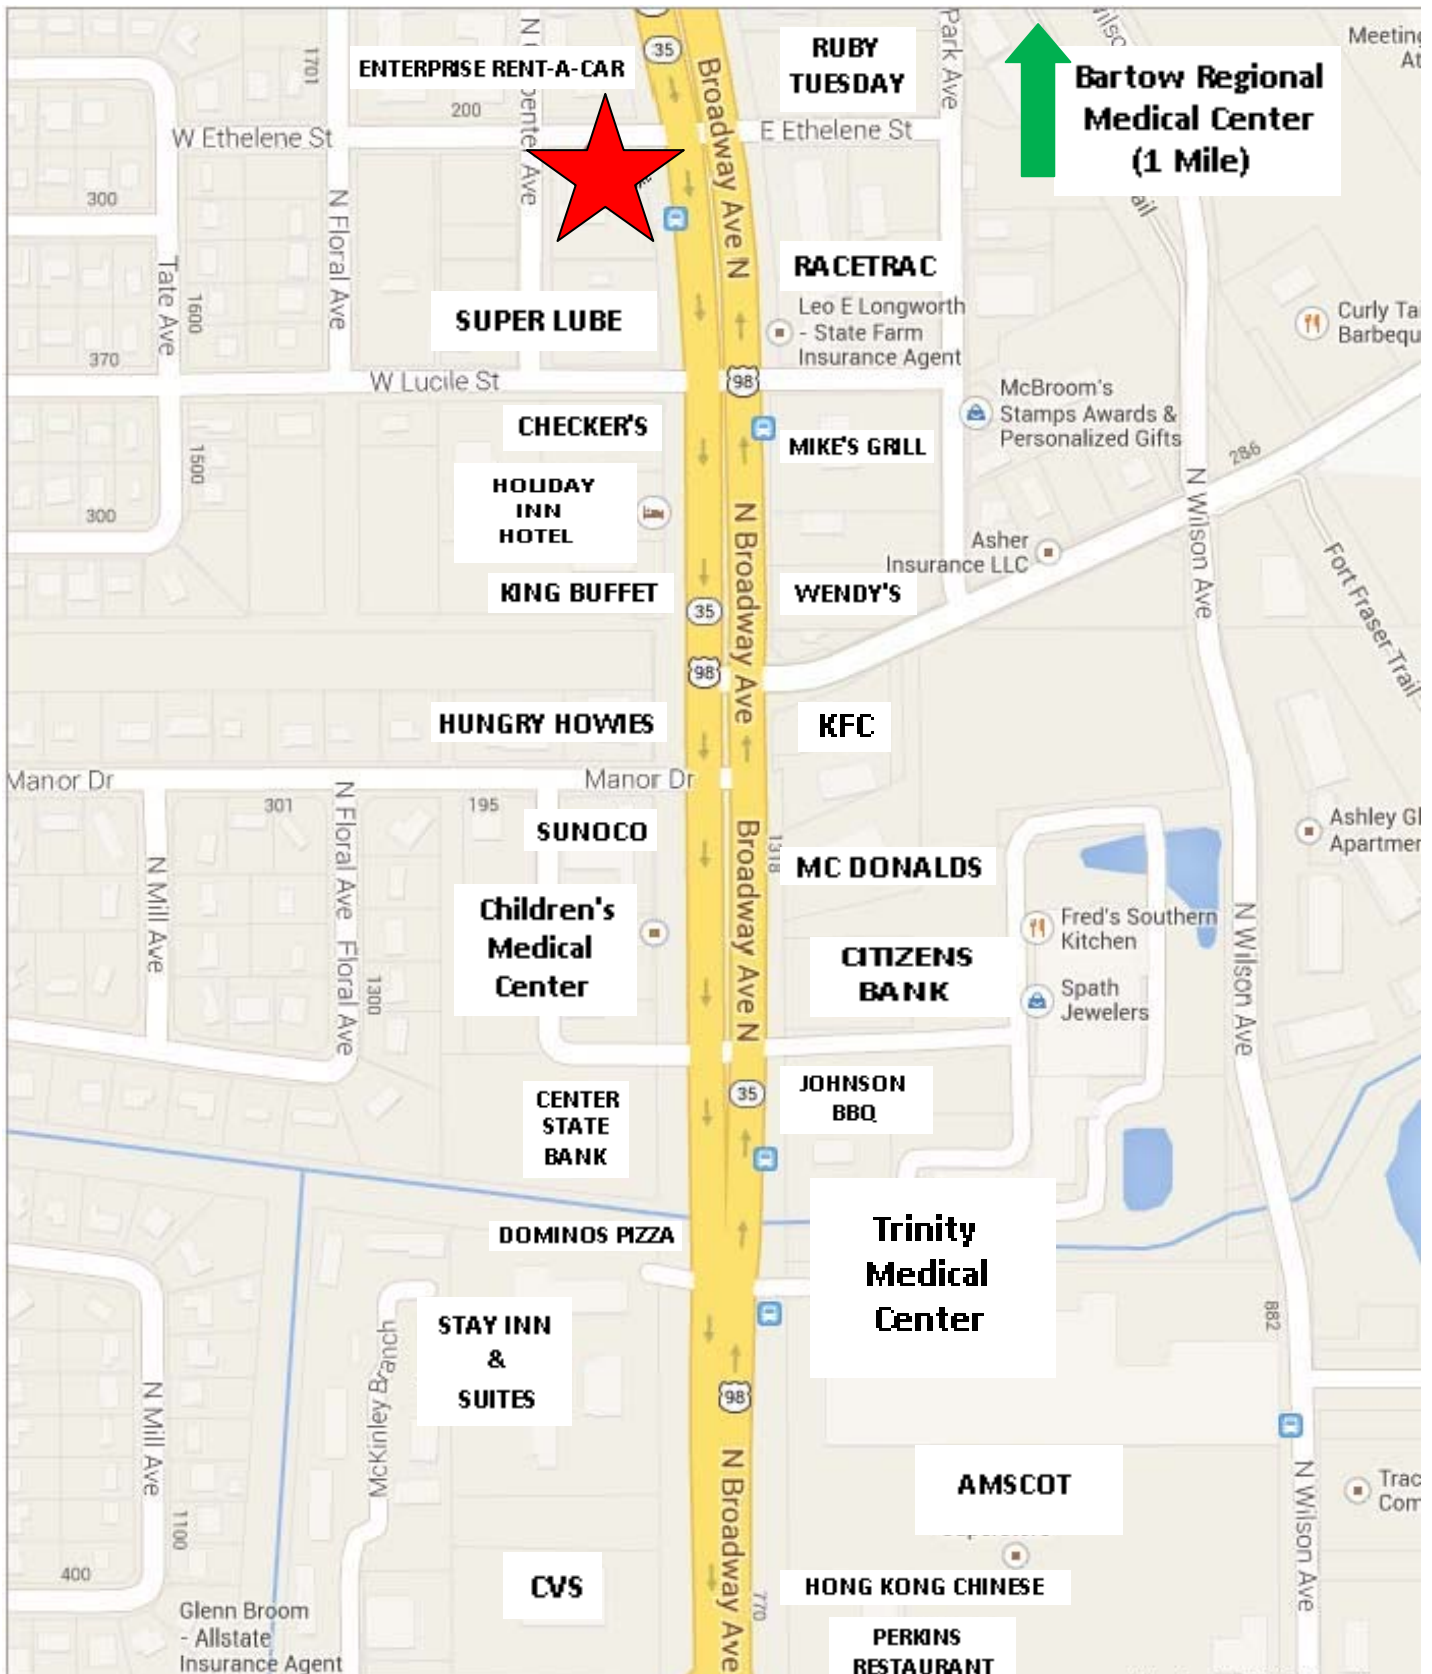 35
ENTERPRISE RENT-A-CAR
1701
200
W Ethelene St
RUBY
TUESDAY
Park Ave
E Ethelene St
Broadway Ave N
Bartow Regional
Medical Center
(1 Mile)
Meeting
300
N Floral Ave
Tate Ave
1600
370
SUPER LUBE
RACETRAC
Leo E Longworth
- State Farm
Insurance Agent
Curly
Barbequ
W Lucile St
98
McBroom's
Stamps Awards &
Personalized Gifts
CHECKER'S
MIKE'S GRILL
286
1500
300
HOLIDAY
INN
HOTEL
N Broadway Ave
N Wilson Ave
Asher
Insurance LLC
Fort Fraser Trail
KING BUFFET
35
WENDY'S
98
HUNGRY HOWIES
KFC
Manor Dr
301
195
Manor Dr
N Floral Ave
SUNOCO
1318
Broadway Ave N
MC DONALDS
Ashley
Apartmen
N Mill Ave
Floral Ave
1300
Children's
Medical
Center
CITIZENS
BANK
Fred's Southern
Kitchen
Spath
Jewelers
N Wilson Ave
35
JOHNSON
BBQ
CENTER
STATE
BANK
DOMINOS PIZZA
Trinity
Medical
Center
882
STAY INN
&
SUITES
McKinley Branch
98
N Mill Ave
1100
400
N Broadway Ave
AMSCOT
N Wilson Ave
Trac
Com
CVS
770
HONG KONG CHINESE
Glenn Broom
- Allstate
Insurance Agent
PERKINS
RESTAURANT